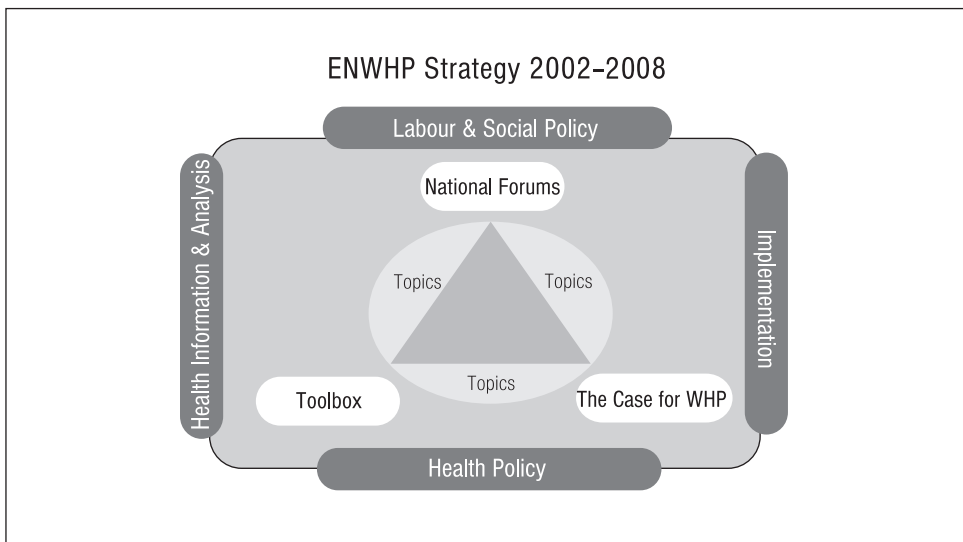 ENWHP Strategy 2002–2008
Labour & Social Policy
Health Information & Analysis
National Forums
Implementation
Topics
Topics
Topics
Toolbox
The Case for WHP
Health Policy